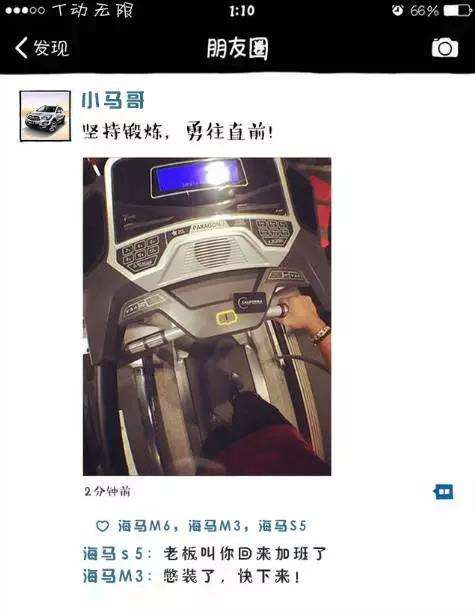 丅动无限 1:10 66%
发现 朋友圈
小马哥
坚持锻炼，勇往直前！
PARAGON
CALIFORNIA
2分钟前
海马M6，海马M3，海马S5
海马s5：老板叫你回来加班了
海马M3：憋装了，快下来！